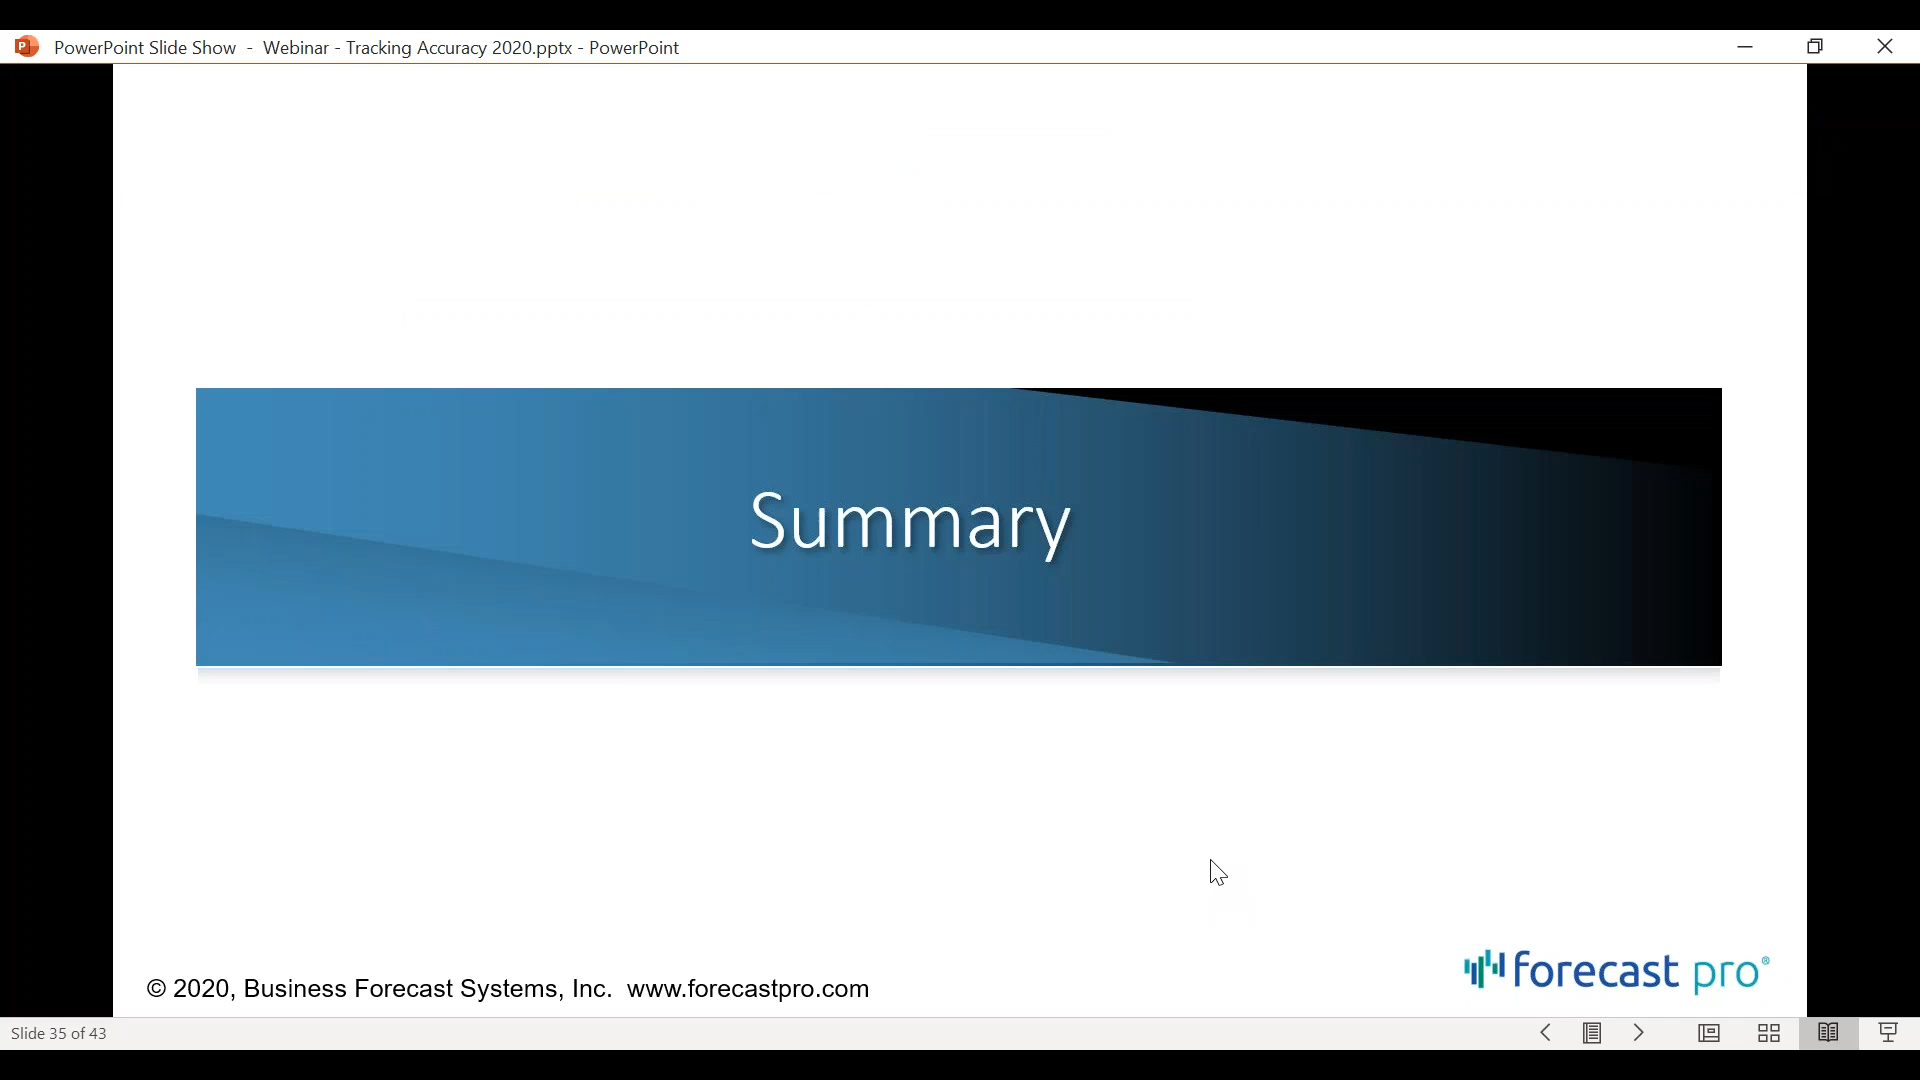 PowerPoint Slide Show - Webinar - Tracking Accuracy 2020.pptx - PowerPoint
Summary
forecast pro®
© 2020, Business Forecast Systems, Inc. www.forecastpro.com
Slide 35 of 43